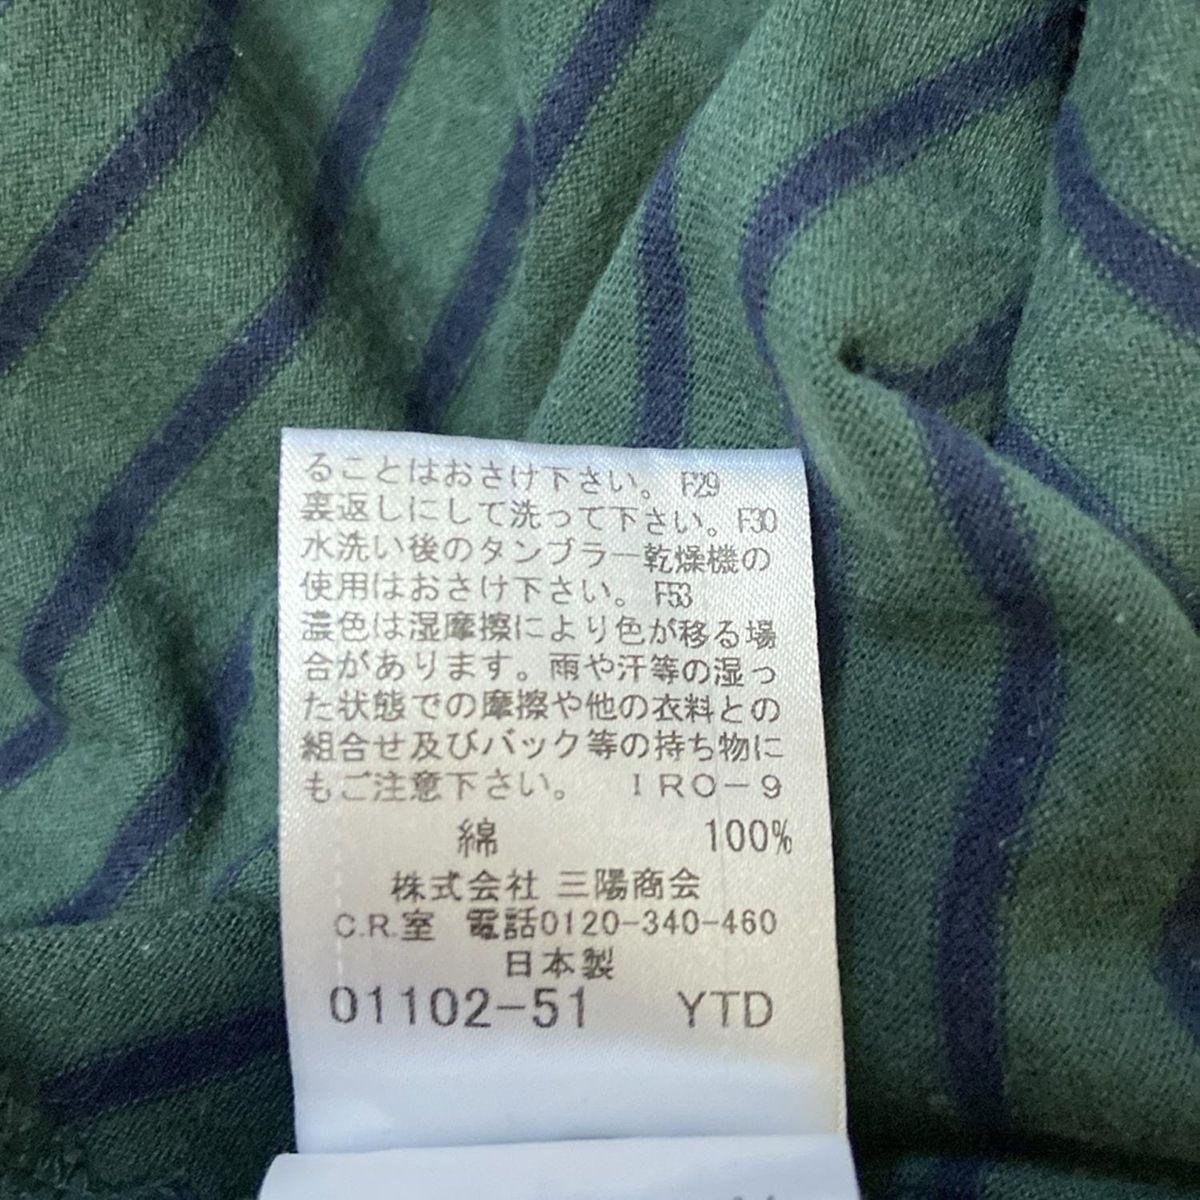 ることはおさけ下さい。F29
裏返しにして洗って下さい。F30
水洗い後のタンブラー乾燥機の
使用はおさけ下さい。F53
濃色は湿摩擦により色が移る場
合があります。雨や汗等の湿っ
た状態での摩擦や他の衣料との
組合せ及びバック等の持ち物に
もご注意下さい。 IRO-9
綿 100%
株式会社 三陽商会
C.R.室 電話0120-340-460
日本製
01102-51 YTD